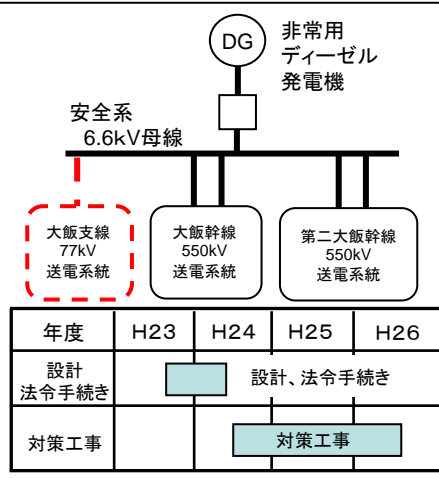 DG
非常用
ディーゼル
発電機
安全系
6.6kV母線
大飯支線
77kV
送電系統
大飯幹線
550kV
送電系統
第二大飯幹線
550kV
送電系統
年度 H23 H24 H25 H26
設計
法令手続き
設計、法令手続き
対策工事
対策工事